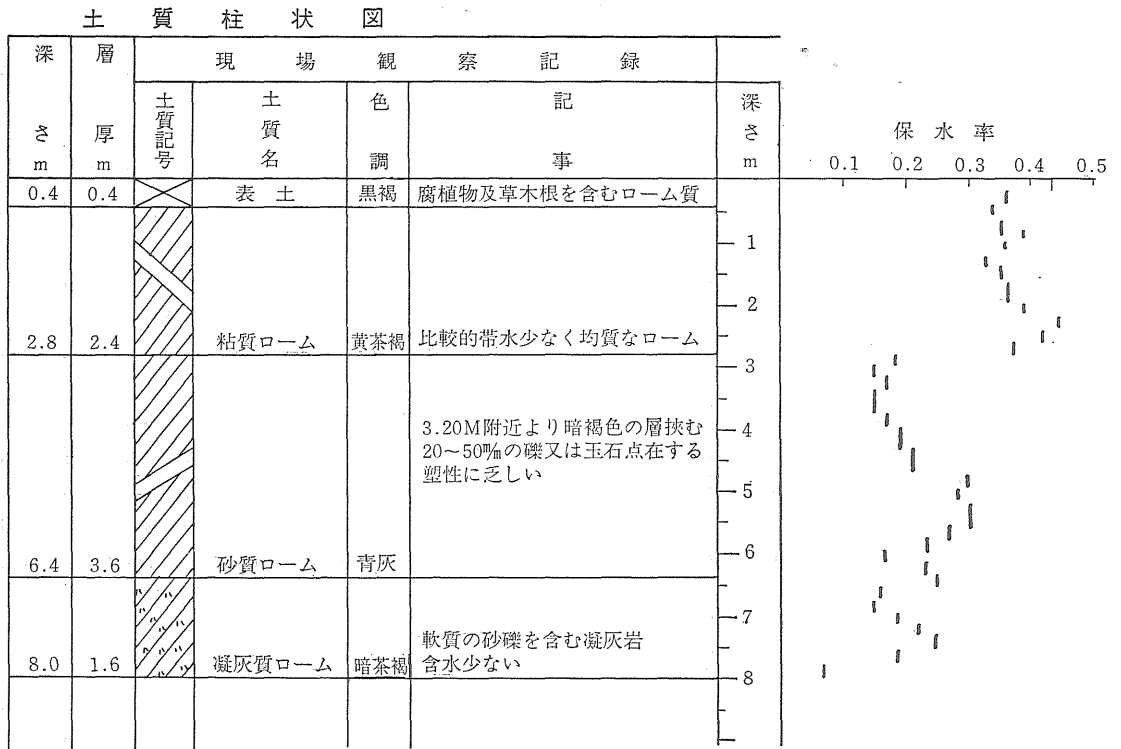 土質柱状図
深さm
層厚m
現場観察記録
土質記号
土質名
色調
記事
深さm
保水率
0.1 0.2 0.3 0.4 0.5
0.4 0.4 表土 黒褐 腐植物及草木根を含むローム質
2.8 2.4 粘質ローム 黄茶褐 比較的帯水少なく均質なローム
3.20M附近より暗褐色の層挟む
20~50㎜の礫又は玉石点在する
塑性に乏しい
6.4 3.6 砂質ローム 青灰
軟質の砂礫を含む凝灰岩
8.0 1.6 凝灰質ローム 暗茶褐 含水少ない
1
2
3
4
5
6
7
8